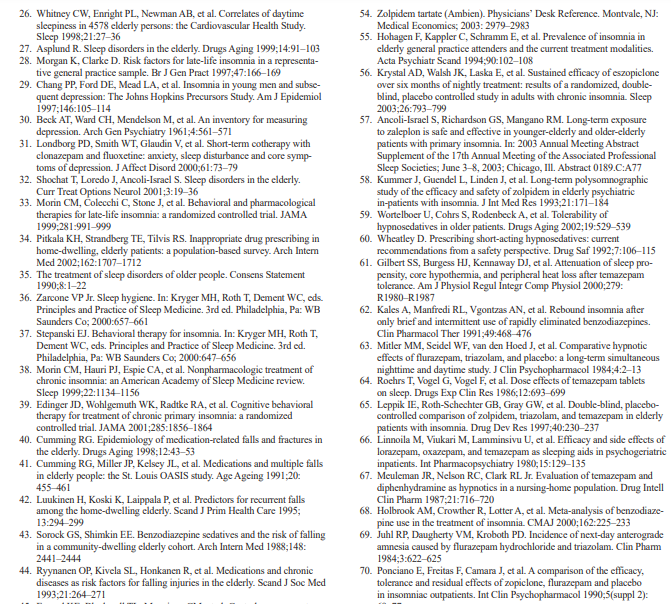 26. Whitney CW, Enright PL, Newman AB, et al. Correlates of daytime
sleepiness in 4578 elderly persons: the Cardiovascular Health Study.
Sleep 1998;21:27–36
27. Asplund R. Sleep disorders in the elderly. Drugs Aging 1999;14:91–103
28. Morgan K, Clarke D. Risk factors for late-life insomnia in a representa-
tive general practice sample. Br J Gen Pract 1997;47:166–169
29. Chang PP, Ford DE, Mead LA, et al. Insomnia in young men and subse-
quent depression: The Johns Hopkins Precursors Study. Am J Epidemiol
1997;146:105–114
30. Beck AT, Ward CH, Mendelson M, et al. An inventory for measuring
depression. Arch Gen Psychiatry 1961;4:561–571
31. Londborg PD, Smith WT, Glaudin V, et al. Short-term cotherapy with
clonazepam and fluoxetine: anxiety, sleep disturbance and core symp-
toms of depression. J Affect Disord 2000;61:73–79
32. Shochat T, Loredo J, Ancoli-Israel S. Sleep disorders in the elderly.
Curr Treat Options Neurol 2001;3:19–36
33. Morin CM, Colecchi C, Stone J, et al. Behavioral and pharmacological
therapies for late-life insomnia: a randomized controlled trial. JAMA
1999;281:991–999
34. Pitkala KH, Strandberg TE, Tilvis RS. Inappropriate drug prescribing in
home-dwelling, elderly patients: a population-based survey. Arch Intern
Med 2002;162:1707–1712
35. The treatment of sleep disorders of older people. Consens Statement
1990;8:1–22
36. Zarcone VP Jr. Sleep hygiene. In: Kryger MH, Roth T, Dement WC, eds.
Principles and Practice of Sleep Medicine. 3rd ed. Philadelphia, Pa: WB
Saunders Co; 2000:657–661
37. Stepanski EJ. Behavioral therapy for insomnia. In: Kryger MH, Roth T,
Dement WC, eds. Principles and Practice of Sleep Medicine. 3rd ed.
Philadelphia, Pa: WB Saunders Co; 2000:647–656
38. Morin CM, Hauri PJ, Espie CA, et al. Nonpharmacologic treatment of
chronic insomnia: an American Academy of Sleep Medicine review.
Sleep 1999;22:1134–1156
39. Edinger JD, Wohlgemuth WK, Radtke RA, et al. Cognitive behavioral
therapy for treatment of chronic primary insomnia: a randomized
controlled trial. JAMA 2001;285:1856–1864
40. Cumming RG. Epidemiology of medication-related falls and fractures in
the elderly. Drugs Aging 1998;12:43–53
41. Cumming RG, Miller JP, Kelsey JL, et al. Medications and multiple falls
in elderly people: the St. Louis OASIS study. Age Ageing 1991;20:
455–461
42. Luukinen H, Koski K, Laippala P, et al. Predictors for recurrent falls
among the home-dwelling elderly. Scand J Prim Health Care 1995;
13:294–299
43. Sorock GS, Shimkin EE. Benzodiazepine sedatives and the risk of falling
in a community-dwelling elderly cohort. Arch Intern Med 1988;148:
2441–2444
44. Ryynanen OP, Kivela SL, Honkanen R, et al. Medications and chronic
diseases as risk factors for falling injuries in the elderly. Scand J Soc Med
1993;21:264–271
54. Zolpidem tartate (Ambien). Physicians' Desk Reference. Montvale, NJ:
Medical Economics; 2003: 2979–2983
55. Hohagen F, Kappler C, Schramm E, et al. Prevalence of insomnia in
elderly general practice attenders and the current treatment modalities.
Acta Psychiatr Scand 1994;90:102–108
56. Krystal AD, Walsh JK, Laska E, et al. Sustained efficacy of eszopiclone
over six months of nightly treatment: results of a randomized, double-
blind, placebo controlled study in adults with chronic insomnia. Sleep
2003;26:793–799
57. Ancoli-Israel S, Richardson GS, Mangano RM. Long-term exposure
to zaleplon is safe and effective in younger-elderly and older-elderly
patients with primary insomnia. In: 2003 Annual Meeting Abstract
Supplement of the 17th Annual Meeting of the Associated Professional
Sleep Societies; June 3–8, 2003; Chicago, Ill. Abstract 0189.C:A77
58. Kummer J, Guendel L, Linden J, et al. Long-term polysomnographic
study of the efficacy and safety of zolpidem in elderly psychiatric
in-patients with insomnia. J Int Med Res 1993;21:171–184
59. Wortelboer U, Cohrs S, Rodenbeck A, et al. Tolerability of
hypnosedatives in older patients. Drugs Aging 2002;19:529–539
60. Wheatley D. Prescribing short-acting hypnosedatives: current
recommendations from a safety perspective. Drug Saf 1992;7:106–115
61. Gilbert SS, Burgess HJ, Kennaway DJ, et al. Attenuation of sleep pro-
pensity, core hypothermia, and peripheral heat loss after temazepam
tolerance. Am J Physiol Regul Integr Comp Physiol 2000;279:
R1980–R1987
62. Kales A, Manfredi RL, Vgontzas AN, et al. Rebound insomnia after
only brief and intermittent use of rapidly eliminated benzodiazepines.
Clin Pharmacol Ther 1991;49:468–476
63. Mitler MM, Seidel WF, van den Hoed J, et al. Comparative hypnotic
effects of flurazepam, triazolam, and placebo: a long-term simultaneous
nighttime and daytime study. J Clin Psychopharmacol 1984;4:2–13
64. Roehrs T, Vogel G, Vogel F, et al. Dose effects of temazepam tablets
on sleep. Drugs Exp Clin Res 1986;12:693–699
65. Leppik IE, Roth-Schechter GB, Gray GW, et al. Double-blind, placebo-
controlled comparison of zolpidem, triazolam, and temazepam in elderly
patients with insomnia. Drug Dev Res 1997;40:230–237
66. Linnoila M, Viukari M, Lamminsivu U, et al. Efficacy and side effects of
lorazepam, oxazepam, and temazepam as sleeping aids in psychogeriatric
inpatients. Int Pharmacopsychiatry 1980;15:129–135
67. Meuleman JR, Nelson RC, Clark RL Jr. Evaluation of temazepam and
diphenhydramine as hypnotics in a nursing-home population. Drug Intell
Clin Pharm 1987;21:716–720
68. Holbrook AM, Crowther R, Lotter A, et al. Meta-analysis of benzodiaze-
pine use in the treatment of insomnia. CMAJ 2000;162:225–233
69. Juhl RP, Daugherty VM, Kroboth PD. Incidence of next-day anterograde
amnesia caused by flurazepam hydrochloride and triazolam. Clin Pharm
1984;3:622–625
70. Ponciano E, Freitas F, Camara J, et al. A comparison of the efficacy,
tolerance and residual effects of zopiclone, flurazepam and placebo
in insomniac outpatients. Int Clin Psychopharmacol 1990;5(suppl 2):